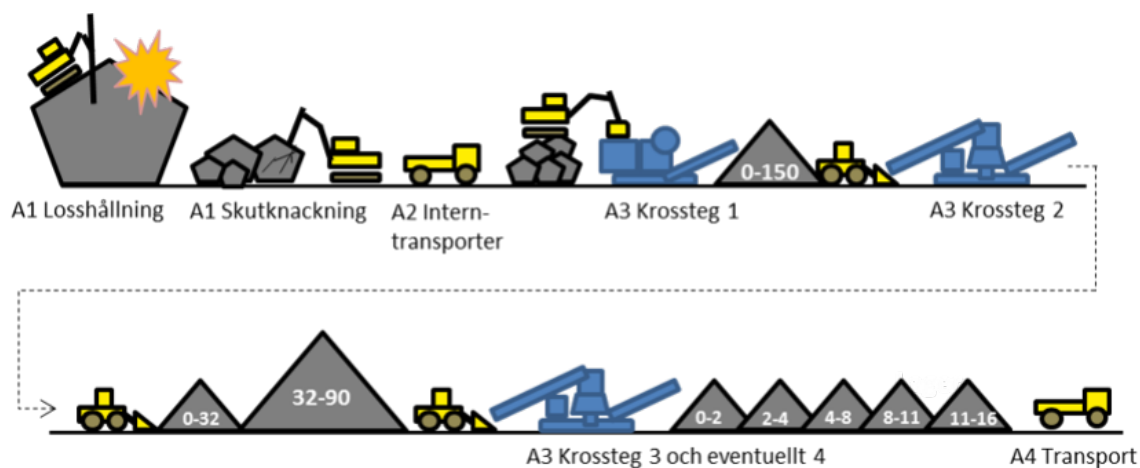 0-150
A1 Losshållning
A1 Skutknackning
A2 Intern-
transporter
A3 Krossteg 1
A3 Krossteg 2
0-32
32-90
0-2
2-4
4-8
8-11
11-16
A3 Krossteg 3 och eventuellt 4
A4 Transport